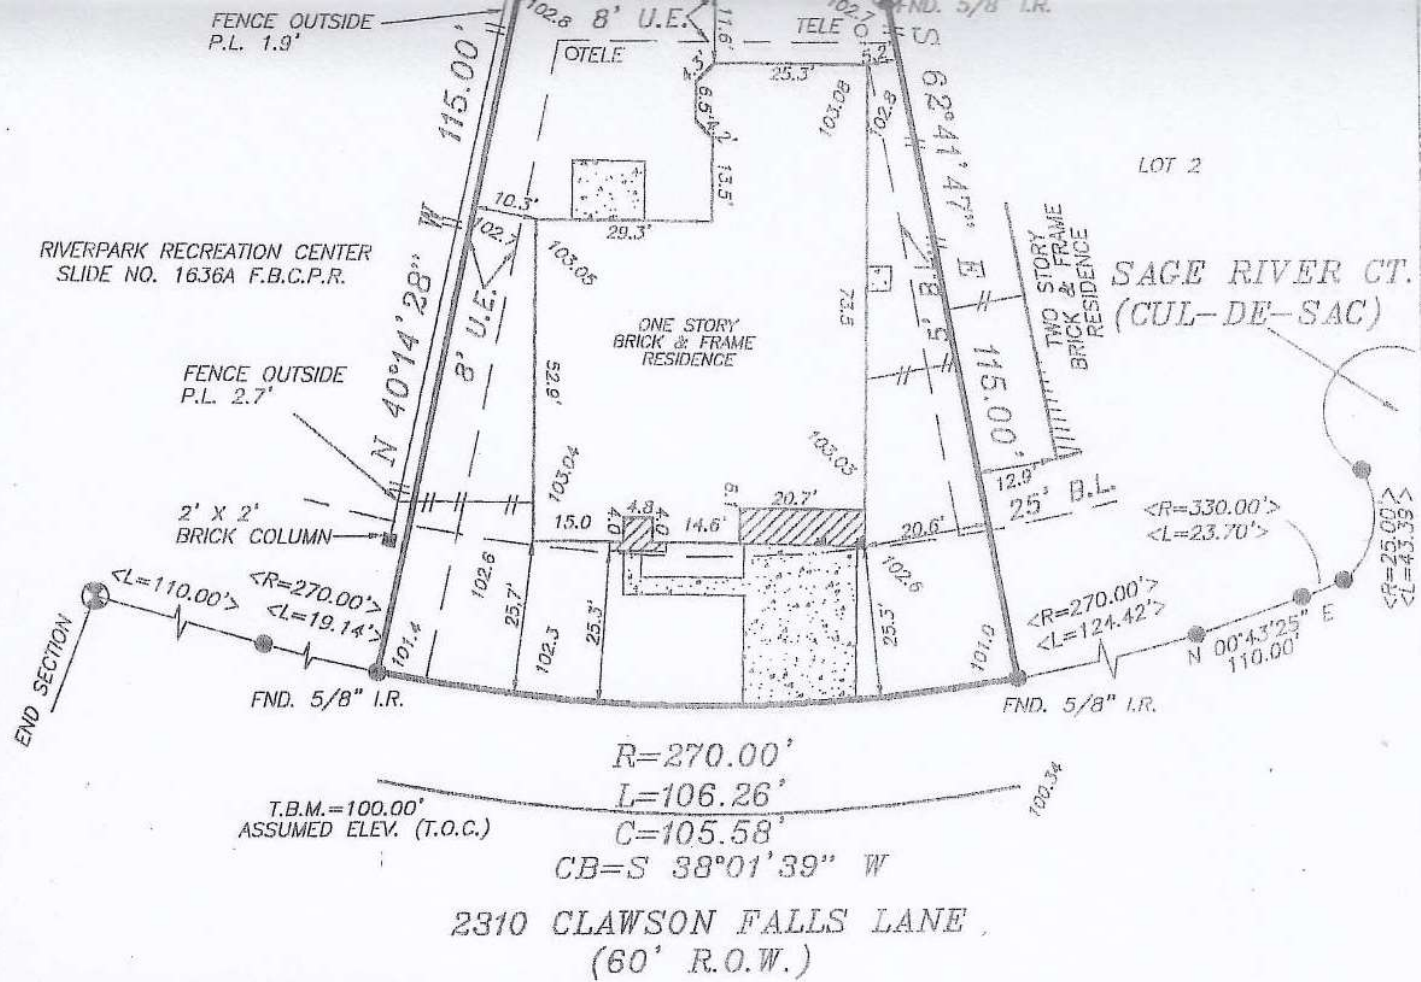 FENCE OUTSIDE
P.L. 1.9'
102.8
8' U.E.
11.6'
TELE
102.7
FND. 5/8" I.R.
OTELE
4.3'
25.3'
5.2'
115.00'
6.5'
4.2'
103.08
102.8
S 62°41'47" E 115.00'
LOT 2
13.5'
10.3'
102.7
29.3'
103.05
RIVERPARK RECREATION CENTER
SLIDE NO. 1636A F.B.C.P.R.
N 40°14'28" W
8' U.E.
73.5
TWO STORY
BRICK & FRAME
RESIDENCE
SAGE RIVER CT.
(CUL-DE-SAC)
ONE STORY
BRICK & FRAME
RESIDENCE
FENCE OUTSIDE
P.L. 2.7'
52.9'
103.04
103.03
12.9'
25' B.L.
2' X 2'
BRICK COLUMN
15.0
4.0'
4.8
4.0'
14.6'
20.7'
20.6'
<R=330.00'>
<L=23.70'>
<R=25.00'>
<L=43.39'>
<L=110.00'>
<R=270.00'>
<L=19.14'>
102.6
25.7'
102.3
25.3'
25.3'
102.6
<R=270.00'>
<L=124.42'>
N 00°43'25" E
110.00'
END SECTION
101.4
101.0
FND. 5/8" I.R.
FND. 5/8" I.R.
R=270.00'
L=106.26'
C=105.58'
CB=S 38°01'39" W
T.B.M.=100.00'
ASSUMED ELEV. (T.O.C.)
100.34
2310 CLAWSON FALLS LANE
(60' R.O.W.)